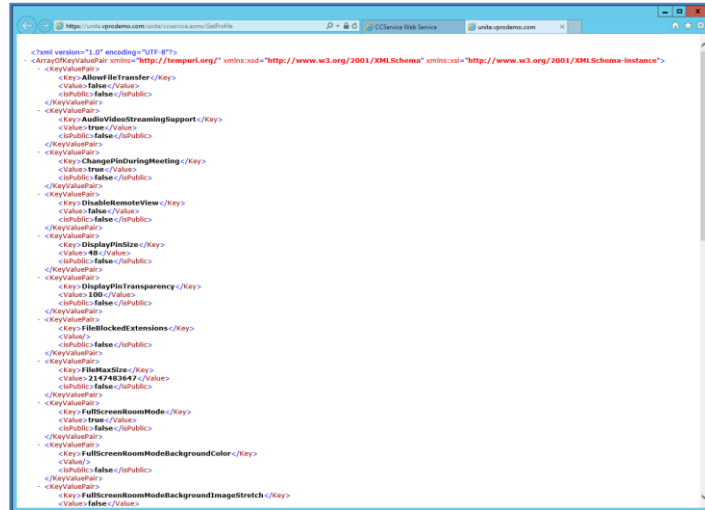 https://unite.vprodemo.com/unite/ccservice.asmx/GetProfile
CCService Web Service
unite.vprodemo.com
<?xml version="1.0" encoding="UTF-8"?>
- <ArrayOfKeyValuePair xmlns="http://tempuri.org/" xmlns:xsd="http://www.w3.org/2001/XMLSchema" xmlns:xsi="http://www.w3.org/2001/XMLSchema-instance">
- <KeyValuePair>
<Key>AllowFileTransfer</Key>
<Value>false</Value>
<isPublic>false</isPublic>
</KeyValuePair>
- <KeyValuePair>
<Key>AudioVideoStreamingSupport</Key>
<Value>true</Value>
<isPublic>false</isPublic>
</KeyValuePair>
- <KeyValuePair>
<Key>ChangePinDuringMeeting</Key>
<Value>true</Value>
<isPublic>false</isPublic>
</KeyValuePair>
- <KeyValuePair>
<Key>DisableRemoteView</Key>
<Value>false</Value>
<isPublic>false</isPublic>
</KeyValuePair>
- <KeyValuePair>
<Key>DisplayPinSize</Key>
<Value>48</Value>
<isPublic>false</isPublic>
</KeyValuePair>
- <KeyValuePair>
<Key>DisplayPinTransparency</Key>
<Value>100</Value>
<isPublic>false</isPublic>
</KeyValuePair>
- <KeyValuePair>
<Key>FileBlockedExtensions</Key>
<Value/>
<isPublic>false</isPublic>
</KeyValuePair>
- <KeyValuePair>
<Key>FileMaxSize</Key>
<Value>2147483647</Value>
<isPublic>false</isPublic>
</KeyValuePair>
- <KeyValuePair>
<Key>FullScreenRoomMode</Key>
<Value>true</Value>
<isPublic>false</isPublic>
</KeyValuePair>
- <KeyValuePair>
<Key>FullScreenRoomModeBackgroundColor</Key>
<Value/>
<isPublic>false</isPublic>
</KeyValuePair>
- <KeyValuePair>
<Key>FullScreenRoomModeBackgroundImageStretch</Key>
<Value>false</Value>